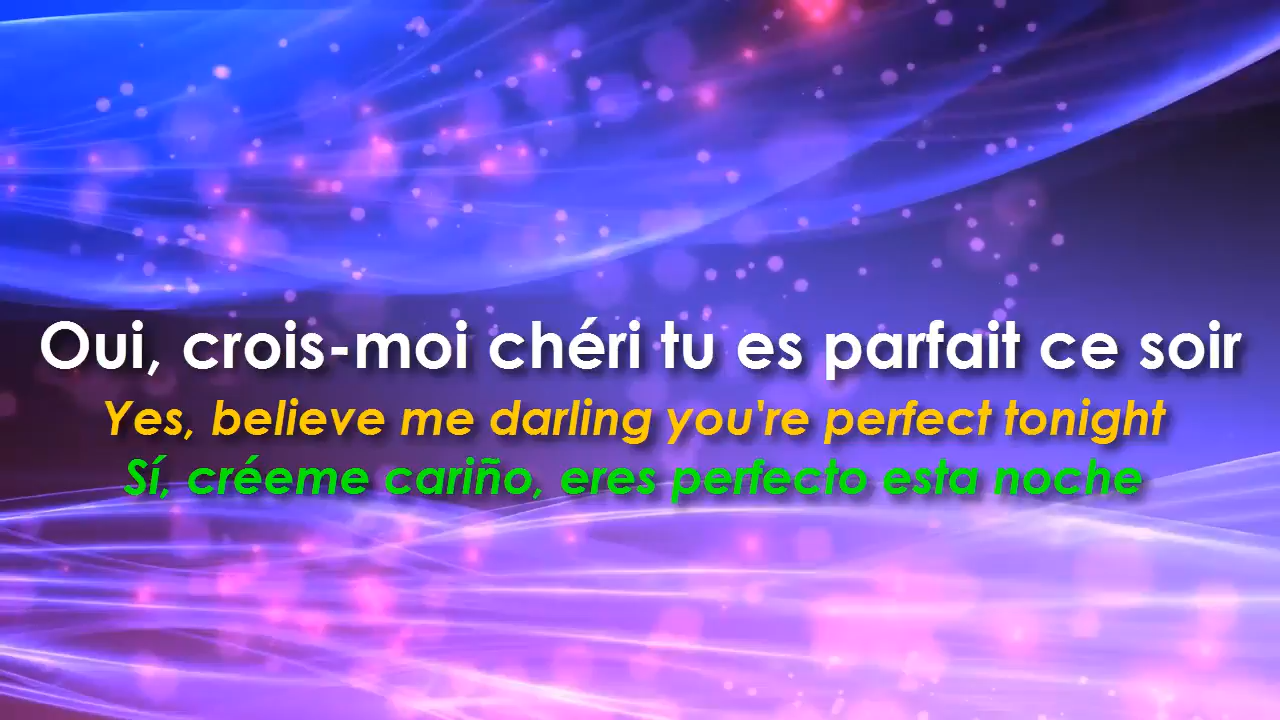 Oui, crois-moi chéri tu es parfait ce soir
Yes, believe me darling you're perfect tonight
Sí, créeme cariño, eres perfecto esta noche